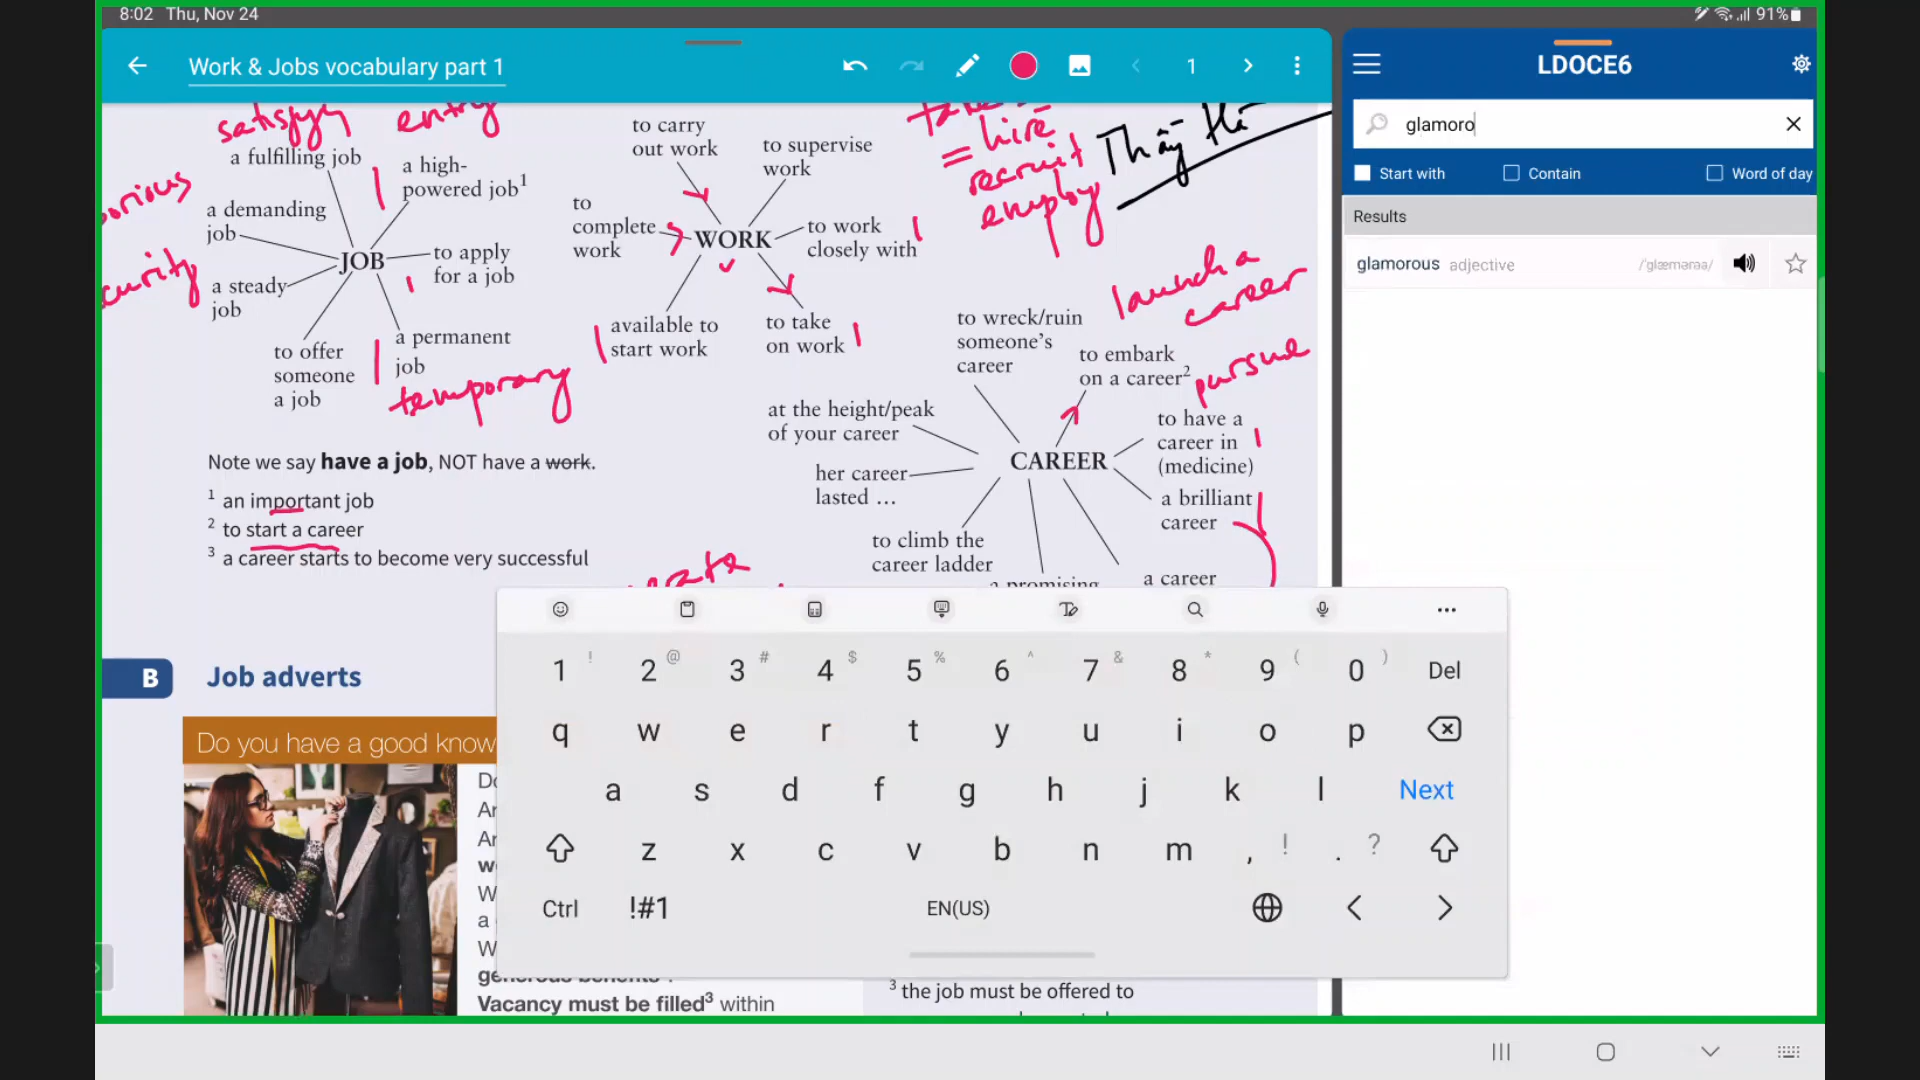 8:02 Thu, Nov 24
91%
Work & Jobs vocabulary part 1
1
LDOCE6
glamoro
Start with
Contain
Word of day
Results
glamorous adjective
/ˈɡlæmərəs/
satisfying
entry
a fulfilling job
a high-
powered job1
a demanding
job
JOB
to apply
for a job
a steady
job
to offer
someone
a job
a permanent
job
temporary
to carry
out work
to supervise
work
to
complete
work
WORK
to work
closely with
available to
start work
to take
on work
= hire
recruit
employ
Thầy
launch a
career
pursue
to wreck/ruin
someone's
career
to embark
on a career2
at the height/peak
of your career
to have a
career in
(medicine)
CAREER
her career
lasted …
a brilliant
career
to climb the
career ladder
a promising
a career
Note we say have a job, NOT have a work.
1 an important job
2 to start a career
3 a career starts to become very successful
B Job adverts
Do you have a good know
generous benefits
Vacancy must be filled3 within
3 the job must be offered to
1 ! 2 @ 3 # 4 $ 5 % 6 ^ 7 & 8 * 9 ( 0 ) Del
q w e r t y u i o p
a s d f g h j k l Next
z x c v b n m , ! . ?
Ctrl !#1 EN(US) < >